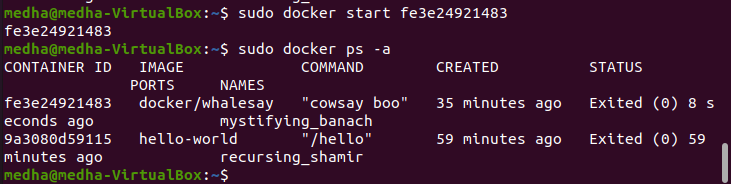 medha@medha-VirtualBox:~$ sudo docker start fe3e24921483
fe3e24921483
medha@medha-VirtualBox:~$ sudo docker ps -a
CONTAINER ID   IMAGE             COMMAND        CREATED          STATUS
               PORTS     NAMES
fe3e24921483   docker/whalesay   "cowsay boo"   35 minutes ago   Exited (0) 8 s
econds ago               mystifying_banach
9a3080d59115   hello-world       "/hello"       59 minutes ago   Exited (0) 59
minutes ago              recursing_shamir
medha@medha-VirtualBox:~$